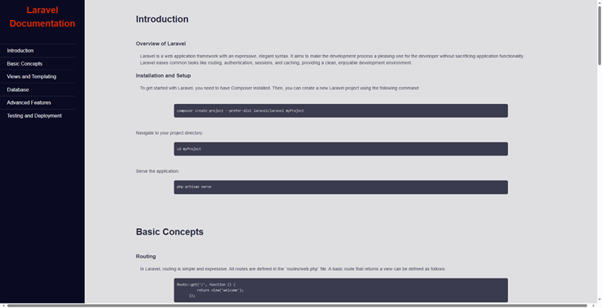 Laravel
Documentation
Introduction
Basic Concepts
Views and Templating
Database
Advanced Features
Testing and Deployment
Introduction
Overview of Laravel
Laravel is a web application framework with an expressive, elegant syntax. It aims to make the development process a pleasing one for the developer without sacrificing application functionality.
Laravel eases common tasks like routing, authentication, sessions, and caching, providing a clean, enjoyable development environment.
Installation and Setup
To get started with Laravel, you need to have Composer installed. Then, you can create a new Laravel project using the following command:
composer create-project --prefer-dist laravel/laravel myProject
Navigate to your project directory:
cd myProject
Serve the application:
php artisan serve
Basic Concepts
Routing
In Laravel, routing is simple and expressive. All routes are defined in the `routes/web.php` file. A basic route that returns a view can be defined as follows:
Route::get('/', function () {
return view('welcome');
});